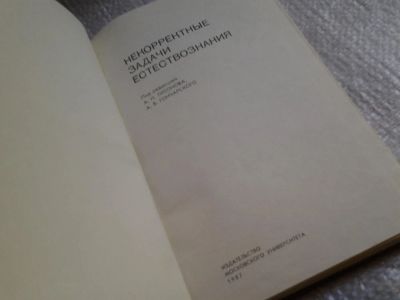 НЕКОРРЕКТНЫЕ
ЗАДАЧИ
ЕСТЕСТВОЗНАНИЯ
Под редакцией
А. Н. ТИХОНОВА,
А. В. ГОНЧАРСКОГО
ИЗДАТЕЛЬСТВО
МОСКОВСКОГО УНИВЕРСИТЕТА
1987